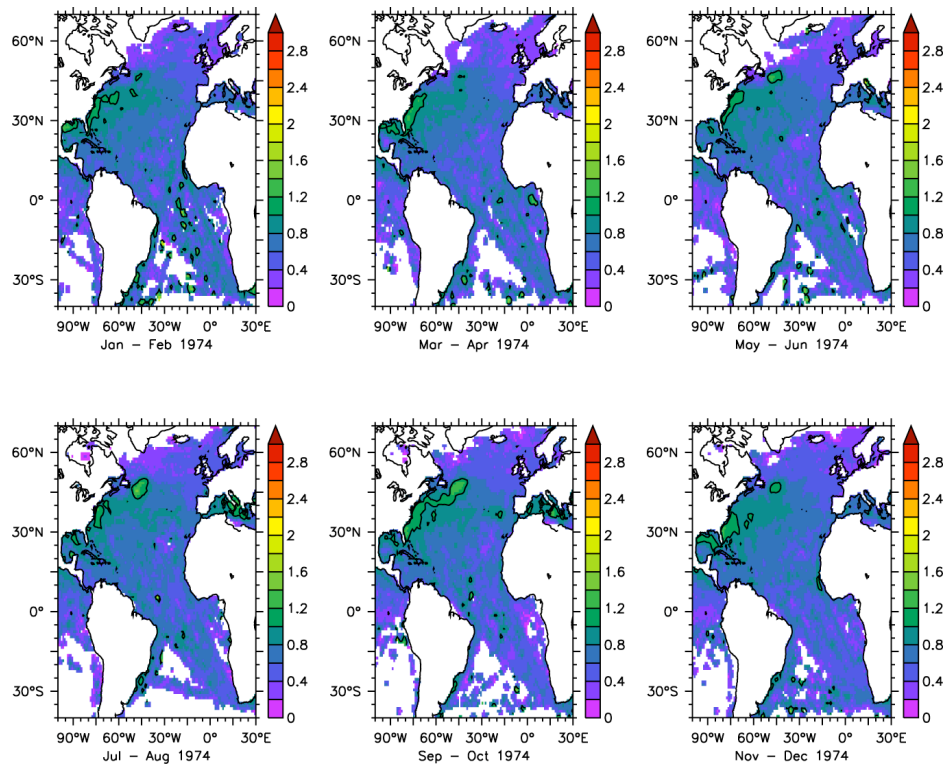 60°N
30°N
0°
30°S
90°W 60°W 30°W 0° 30°E
Jan – Feb 1974
2.8
2.4
2
1.6
1.2
0.8
0.4
0
60°N
30°N
0°
30°S
90°W 60°W 30°W 0° 30°E
Mar – Apr 1974
2.8
2.4
2
1.6
1.2
0.8
0.4
0
60°N
30°N
0°
30°S
90°W 60°W 30°W 0° 30°E
May – Jun 1974
2.8
2.4
2
1.6
1.2
0.8
0.4
0
60°N
30°N
0°
30°S
90°W 60°W 30°W 0° 30°E
Jul – Aug 1974
2.8
2.4
2
1.6
1.2
0.8
0.4
0
60°N
30°N
0°
30°S
90°W 60°W 30°W 0° 30°E
Sep – Oct 1974
2.8
2.4
2
1.6
1.2
0.8
0.4
0
60°N
30°N
0°
30°S
90°W 60°W 30°W 0° 30°E
Nov – Dec 1974
2.8
2.4
2
1.6
1.2
0.8
0.4
0